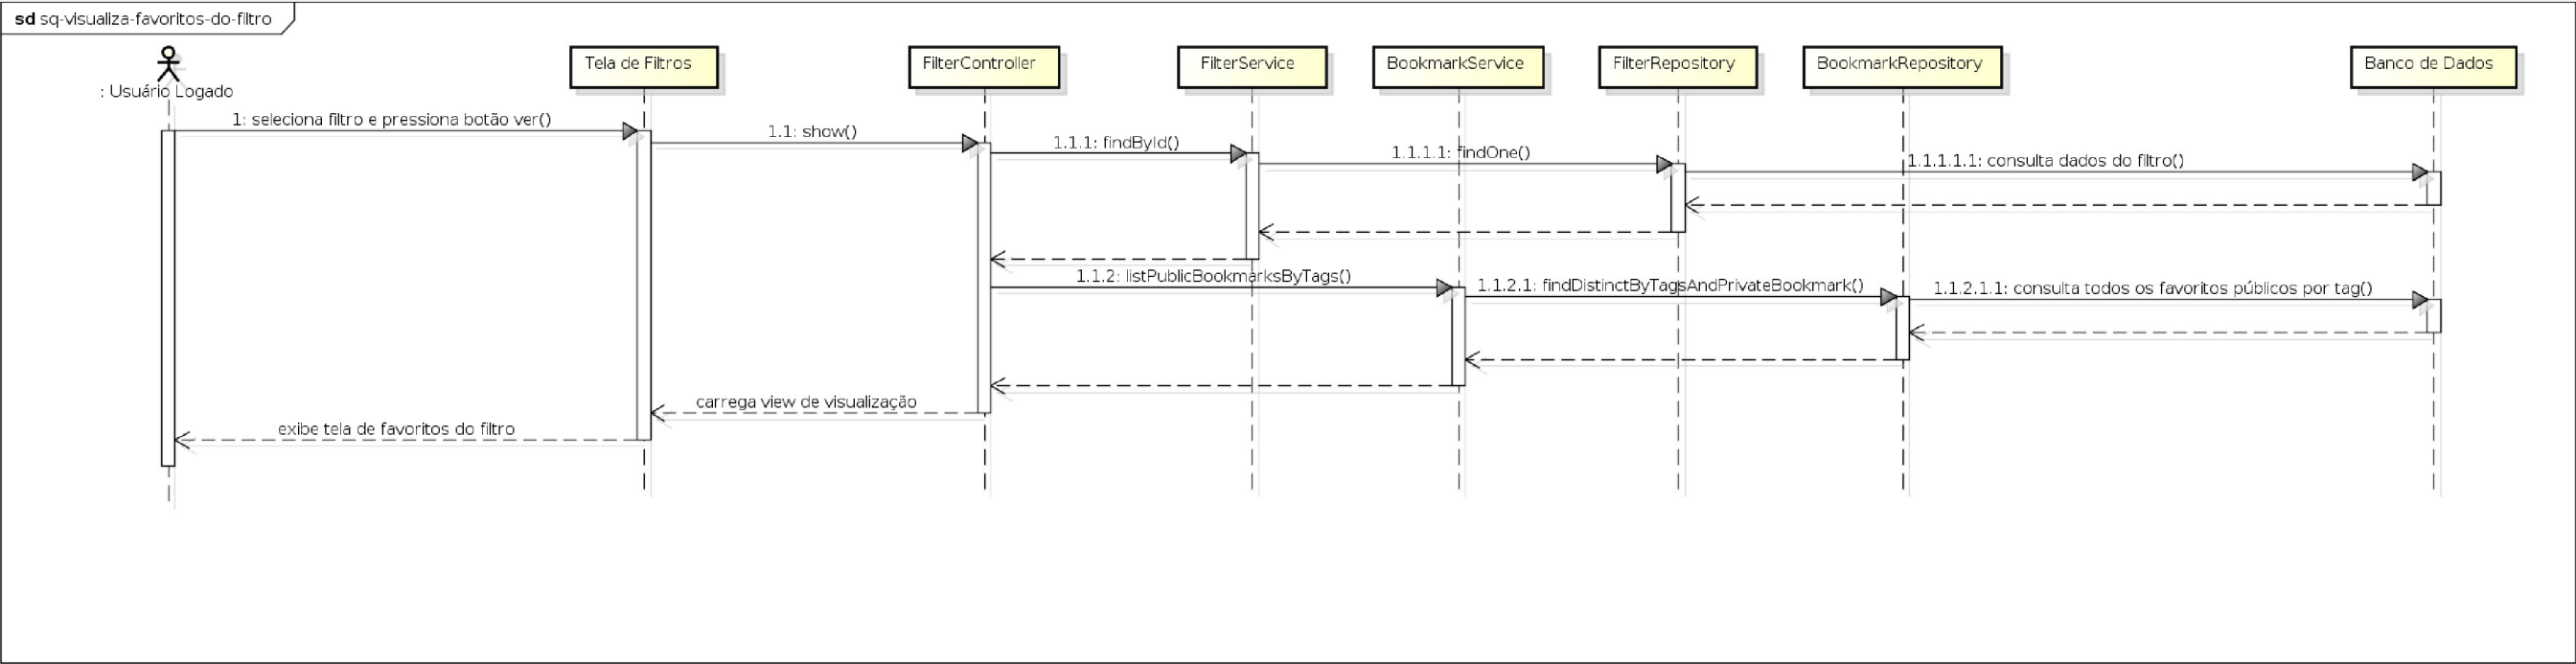 sd sq-visualiza-favoritos-do-filtro
: Usuário Logado
Tela de Filtros
FilterController
FilterService
BookmarkService
FilterRepository
BookmarkRepository
Banco de Dados
1: seleciona filtro e pressiona botão ver()
1.1: show()
1.1.1: findById()
1.1.1.1: findOne()
1.1.1.1.1: consulta dados do filtro()
1.1.2: listPublicBookmarksByTags()
1.1.2.1: findDistinctByTagsAndPrivateBookmark()
1.1.2.1.1: consulta todos os favoritos públicos por tag()
carrega view de visualização
exibe tela de favoritos do filtro